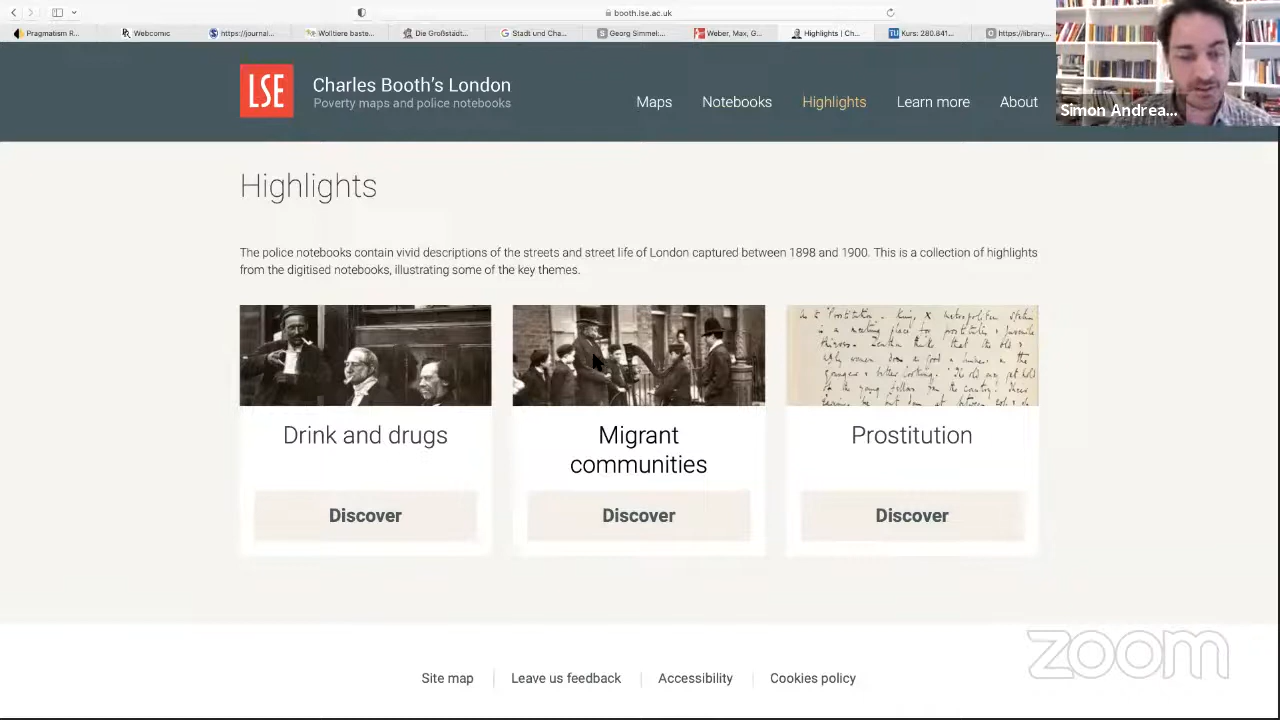 booth.lse.ac.uk
Pragmatism R...
Webcomic
https://journal...
Wolltiere baste...
Die Großstädt...
Stadt und Cha...
Georg Simmel:...
Weber, Max, G...
Highlights | Ch...
Kurs: 280.841...
https://library...
LSE
Charles Booth's London
Poverty maps and police notebooks
Maps
Notebooks
Highlights
Learn more
About
Simon Andrea...
Highlights
The police notebooks contain vivid descriptions of the streets and street life of London captured between 1898 and 1900. This is a collection of highlights
from the digitised notebooks, illustrating some of the key themes.
Drink and drugs
Migrant
communities
Prostitution
Discover
Discover
Discover
zoom
Site map
Leave us feedback
Accessibility
Cookies policy